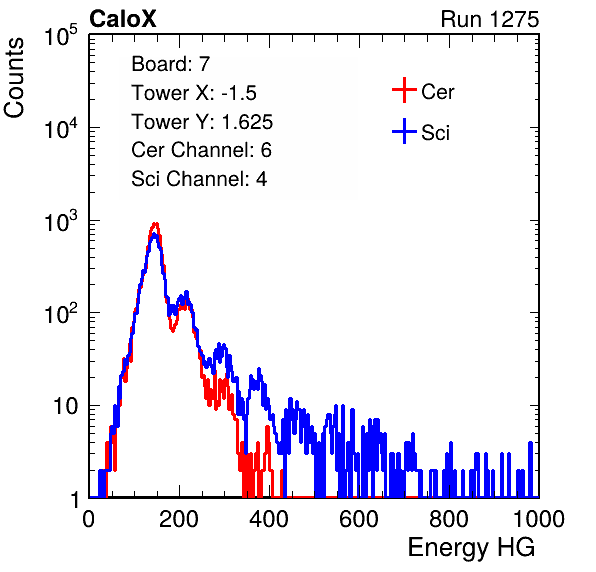 CaloX Run 1275
Counts
Board: 7
Tower X: -1.5
Tower Y: 1.625
Cer Channel: 6
Sci Channel: 4
Cer
Sci
10^5
10^4
10^3
10^2
10
1
0 200 400 600 800 1000
Energy HG